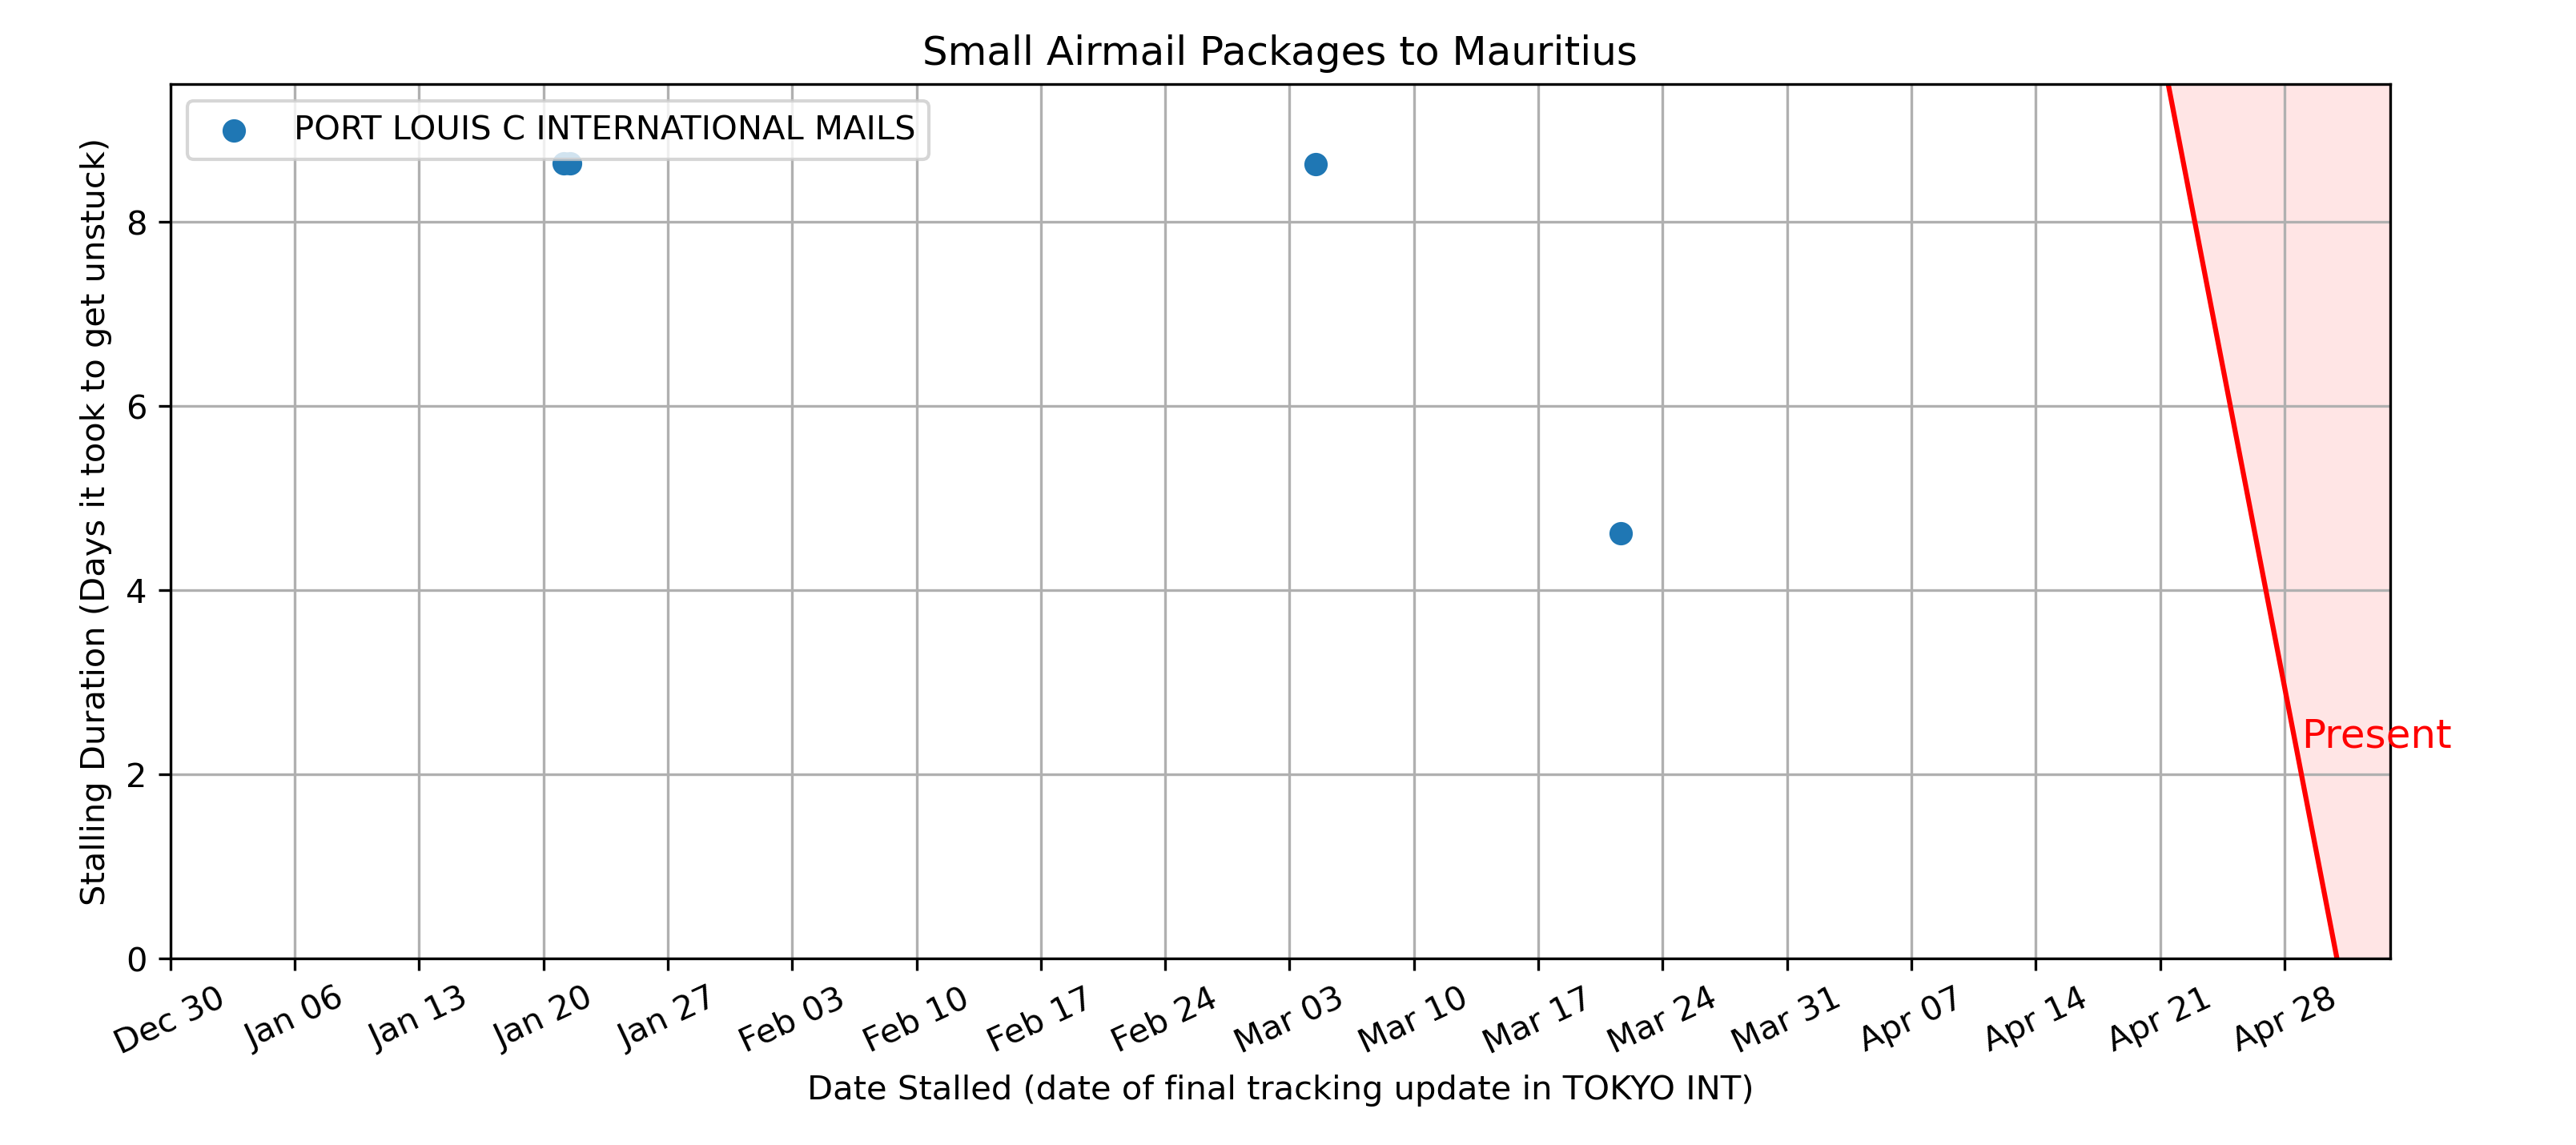 Small Airmail Packages to Mauritius
PORT LOUIS C INTERNATIONAL MAILS
Stalling Duration (Days it took to get unstuck)
8
6
4
2
0
Present
Dec 30
Jan 06
Jan 13
Jan 20
Jan 27
Feb 03
Feb 10
Feb 17
Feb 24
Mar 03
Mar 10
Mar 17
Mar 24
Mar 31
Apr 07
Apr 14
Apr 21
Apr 28
Date Stalled (date of final tracking update in TOKYO INT)